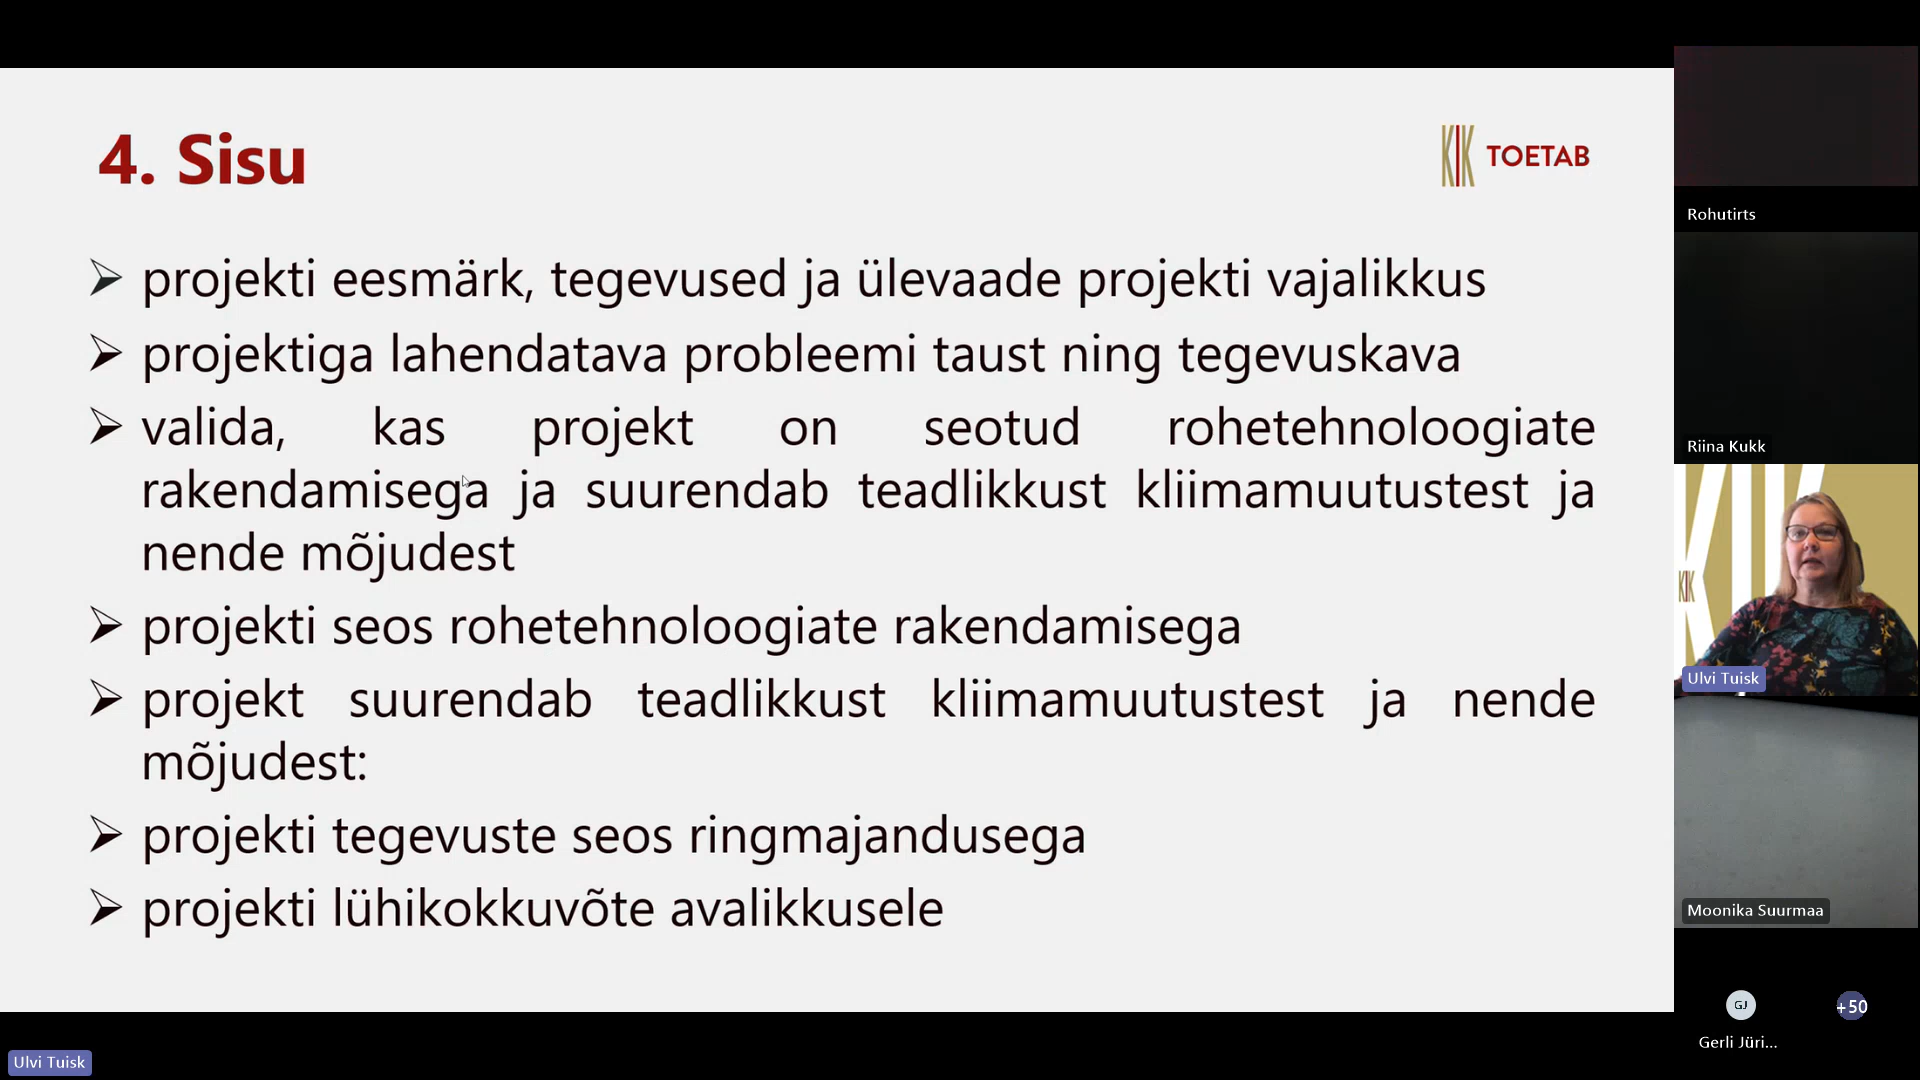 4. Sisu
KIK TOETAB
projekti eesmärk, tegevused ja ülevaade projekti vajalikkus
projektiga lahendatava probleemi taust ning tegevuskava
valida, kas projekt on seotud rohetehnoloogiate
rakendamisega ja suurendab teadlikkust kliimamuutustest ja
nende mõjudest
projekti seos rohetehnoloogiate rakendamisega
projekt suurendab teadlikkust kliimamuutustest ja nende
mõjudest:
projekti tegevuste seos ringmajandusega
projekti lühikokkuvõte avalikkusele
Rohutirts
Riina Kukk
KIK
KIK
Ulvi Tuisk
Moonika Suurmaa
GJ
+50
Gerli Jüri...
Ulvi Tuisk